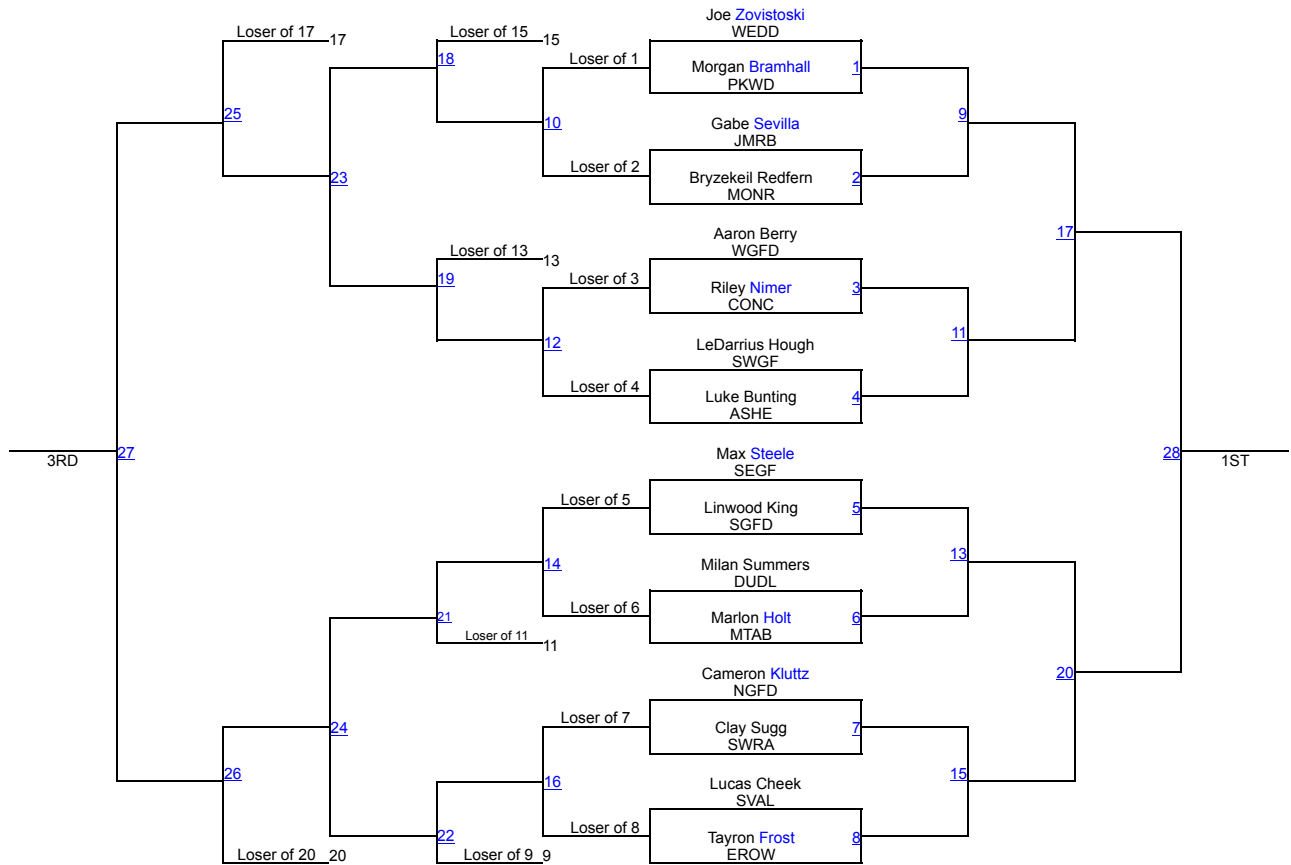 Joe Zovistoski
WEDD
Loser of 17 17
Loser of 15 15
18
Loser of 1
Morgan Bramhall 1
PKWD
25
10
Gabe Sevilla
JMRB
9
23
Loser of 2
Bryzekeil Redfern 2
MONR
Aaron Berry
WGFD
17
Loser of 13 13
19
Loser of 3
Riley Nimer 3
CONC
12
LeDarrius Hough
SWGF
11
Loser of 4
Luke Bunting 4
ASHE
3RD
27
Max Steele
SEGF
28
1ST
Loser of 5
Linwood King 5
SGFD
14
Milan Summers
DUDL
13
21
Loser of 6
Marlon Holt 6
MTAB
Loser of 11 11
Cameron Kluttz
NGFD
20
24
Loser of 7
Clay Sugg 7
SWRA
26
16
Lucas Cheek
SVAL
15
22
Loser of 8
Tayron Frost 8
EROW
Loser of 20 20
Loser of 9 9